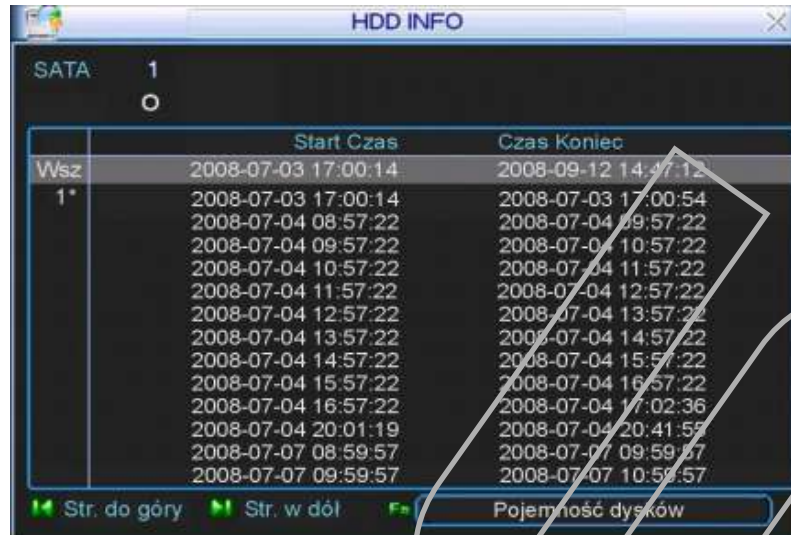 HDD INFO
SATA 1
O
Start Czas Czas Koniec
Wsz 2008-07-03 17:00:14 2008-09-12 14:47:12
1* 2008-07-03 17:00:14 2008-07-03 17:00:54
2008-07-04 08:57:22 2008-07-04 09:57:22
2008-07-04 09:57:22 2008-07-04 10:57:22
2008-07-04 10:57:22 2008-07-04 11:57:22
2008-07-04 11:57:22 2008-07-04 12:57:22
2008-07-04 12:57:22 2008-07-04 13:57:22
2008-07-04 13:57:22 2008-07-04 14:57:22
2008-07-04 14:57:22 2008-07-04 15:57:22
2008-07-04 15:57:22 2008-07-04 16:57:22
2008-07-04 16:57:22 2008-07-04 17:02:36
2008-07-04 20:01:19 2008-07-04 20:41:55
2008-07-07 08:59:57 2008-07-07 09:59:57
2008-07-07 09:59:57 2008-07-07 10:59:57
Str. do góry Str. w dół Fn Pojemność dysków